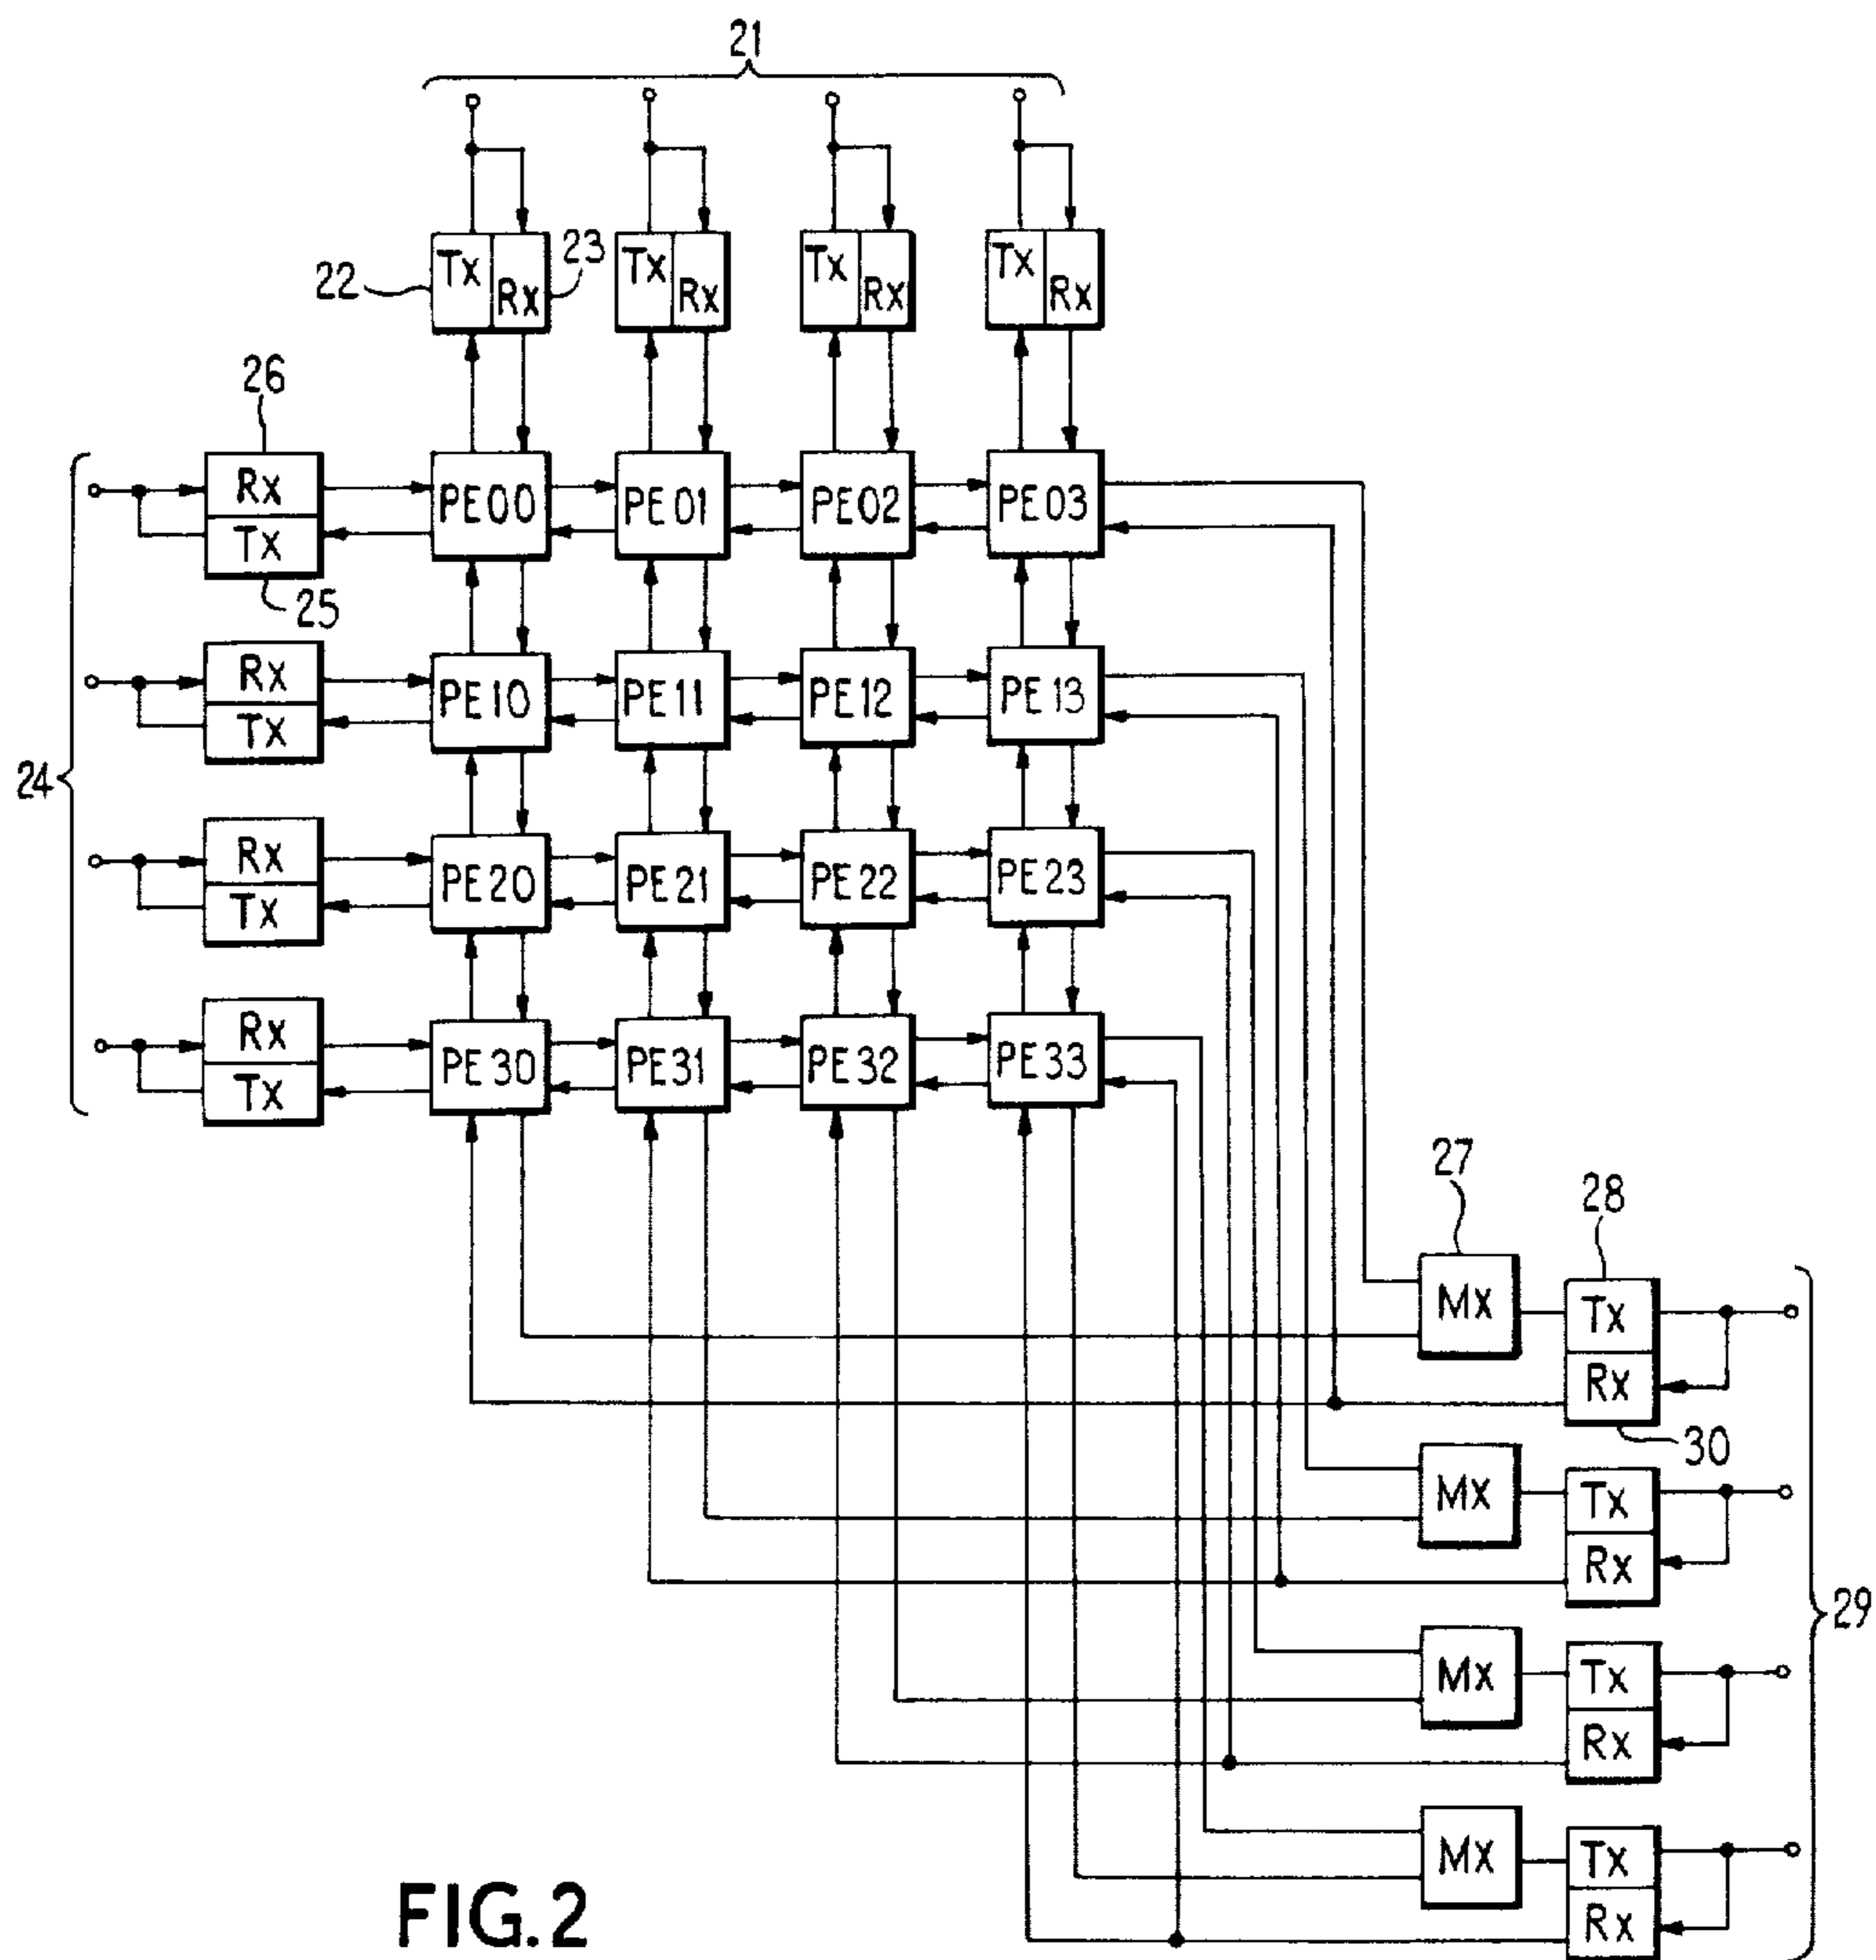 21
Tx Rx Tx Rx Tx Rx Tx Rx
22 23
26
Rx PE00 PE01 PE02 PE03
Tx
25
Rx PE10 PE11 PE12 PE13
Tx
24
Rx PE20 PE21 PE22 PE23
Tx
Rx PE30 PE31 PE32 PE33
Tx
27 28
Mx Tx
Rx
30
Mx Tx
Rx
29
Mx Tx
Rx
Mx Tx
Rx
FIG.2